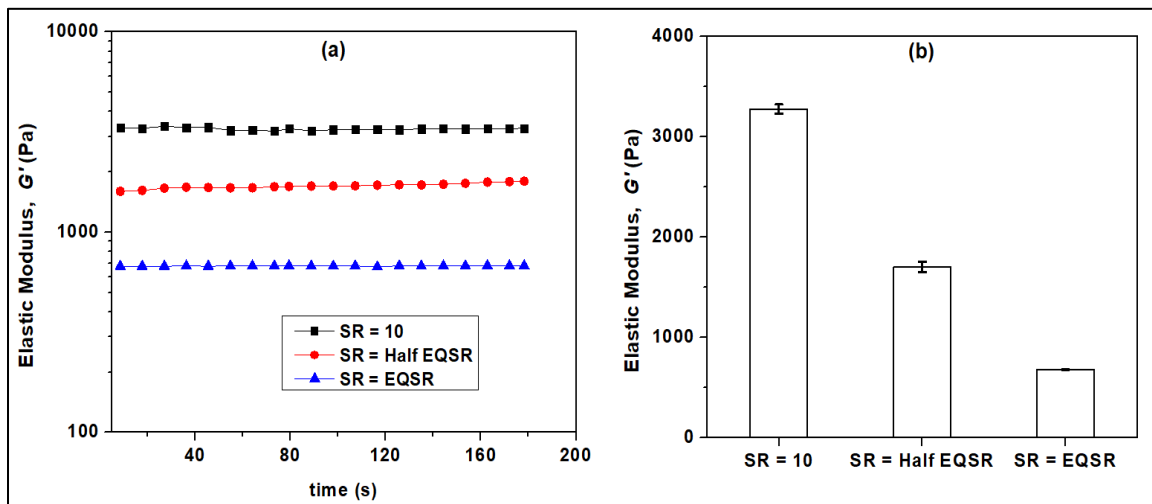 (a)
Elastic Modulus, G' (Pa)
10000
1000
100
SR = 10
SR = Half EQSR
SR = EQSR
40
80
120
160
200
time (s)
(b)
Elastic Modulus, G' (Pa)
4000
3000
2000
1000
0
SR = 10
SR = Half EQSR
SR = EQSR